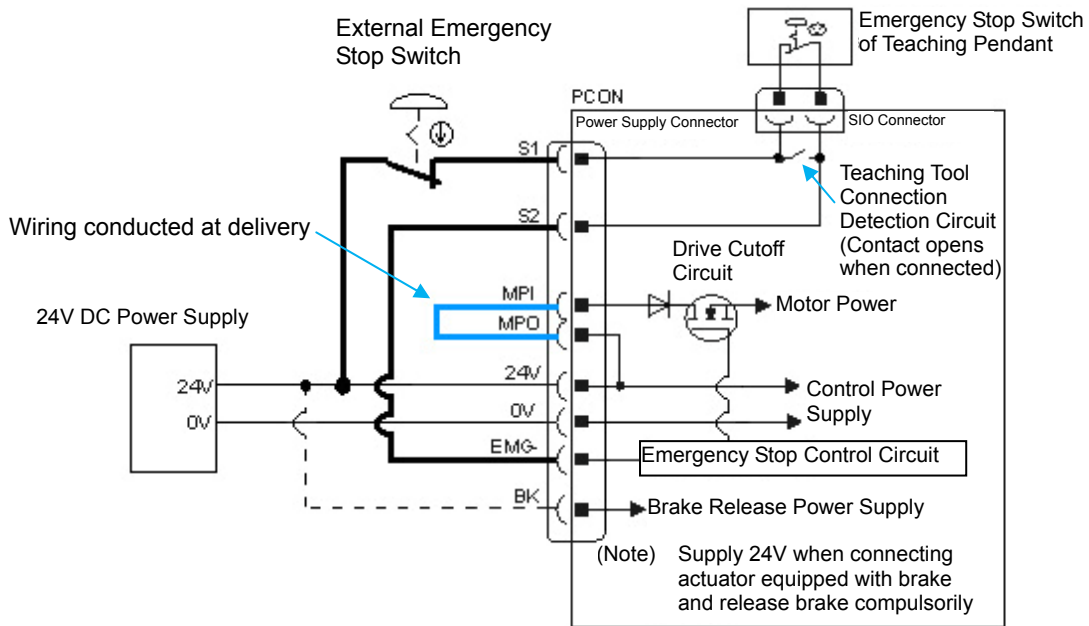 External Emergency
Stop Switch
Emergency Stop Switch
of Teaching Pendant
PCON
Power Supply Connector
SIO Connector
S1
Teaching Tool
Connection
Detection Circuit
(Contact opens
when connected)
S2
Wiring conducted at delivery
Drive Cutoff
Circuit
MPI
Motor Power
MPO
24V DC Power Supply
24V
24V
Control Power
Supply
0V
0V
EMG-
Emergency Stop Control Circuit
BK
Brake Release Power Supply
(Note) Supply 24V when connecting
actuator equipped with brake
and release brake compulsorily